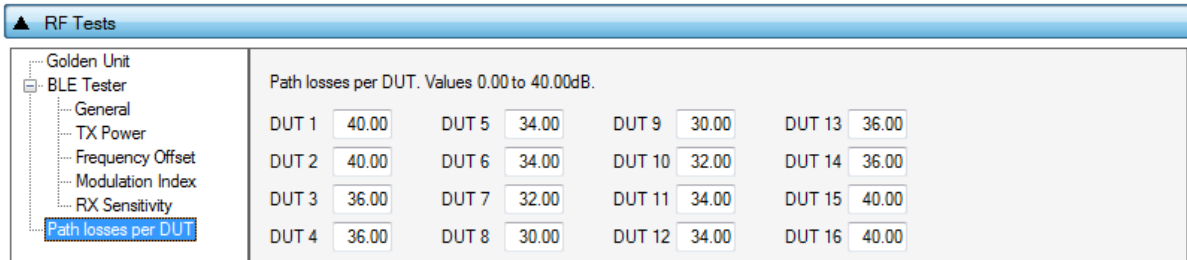 RF Tests
Golden Unit
BLE Tester
General
TX Power
Frequency Offset
Modulation Index
RX Sensitivity
Path losses per DUT
Path losses per DUT. Values 0.00 to 40.00dB.
DUT 1 40.00 DUT 5 34.00 DUT 9 30.00 DUT 13 36.00
DUT 2 40.00 DUT 6 34.00 DUT 10 32.00 DUT 14 36.00
DUT 3 36.00 DUT 7 32.00 DUT 11 34.00 DUT 15 40.00
DUT 4 36.00 DUT 8 30.00 DUT 12 34.00 DUT 16 40.00